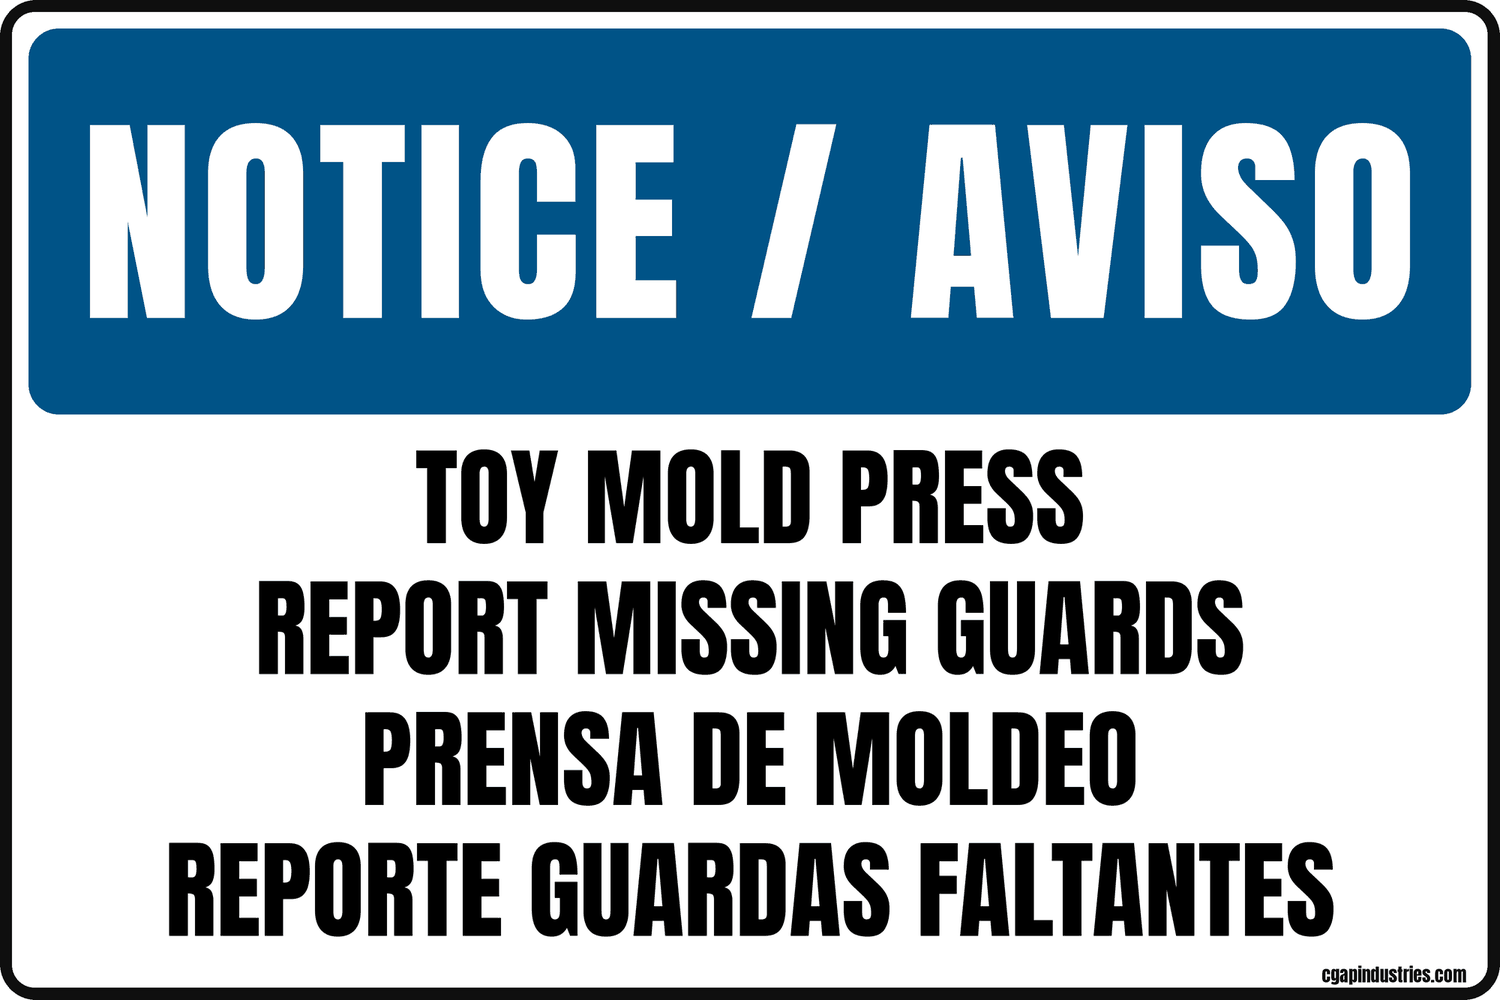 NOTICE / AVISO
TOY MOLD PRESS
REPORT MISSING GUARDS
PRENSA DE MOLDEO
REPORTE GUARDAS FALTANTES
cgapindustries.com